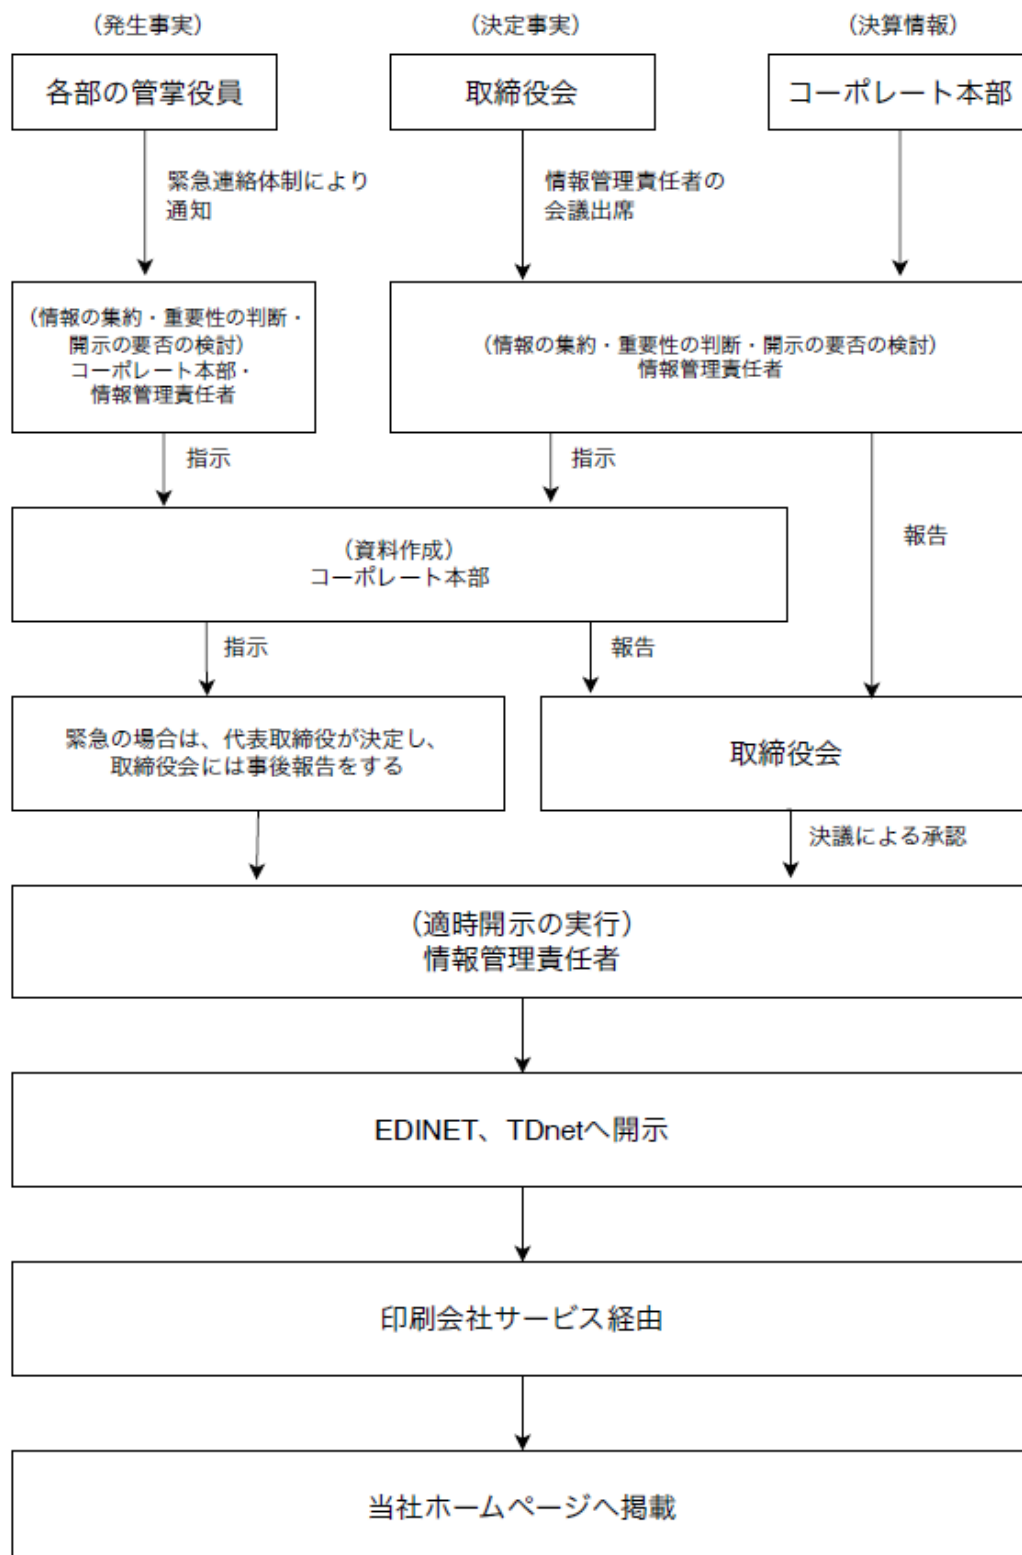 （発生事実）
（決定事実）
（決算情報）
各部の管掌役員
取締役会
コーポレート本部
緊急連絡体制により
通知
情報管理責任者の
会議出席
（情報の集約・重要性の判断・
開示の要否の検討）
コーポレート本部・
情報管理責任者
（情報の集約・重要性の判断・開示の要否の検討）
情報管理責任者
指示
指示
報告
（資料作成）
コーポレート本部
指示
報告
緊急の場合は、代表取締役が決定し、
取締役会には事後報告をする
取締役会
決議による承認
（適時開示の実行）
情報管理責任者
EDINET、TDnetへ開示
印刷会社サービス経由
当社ホームページへ掲載